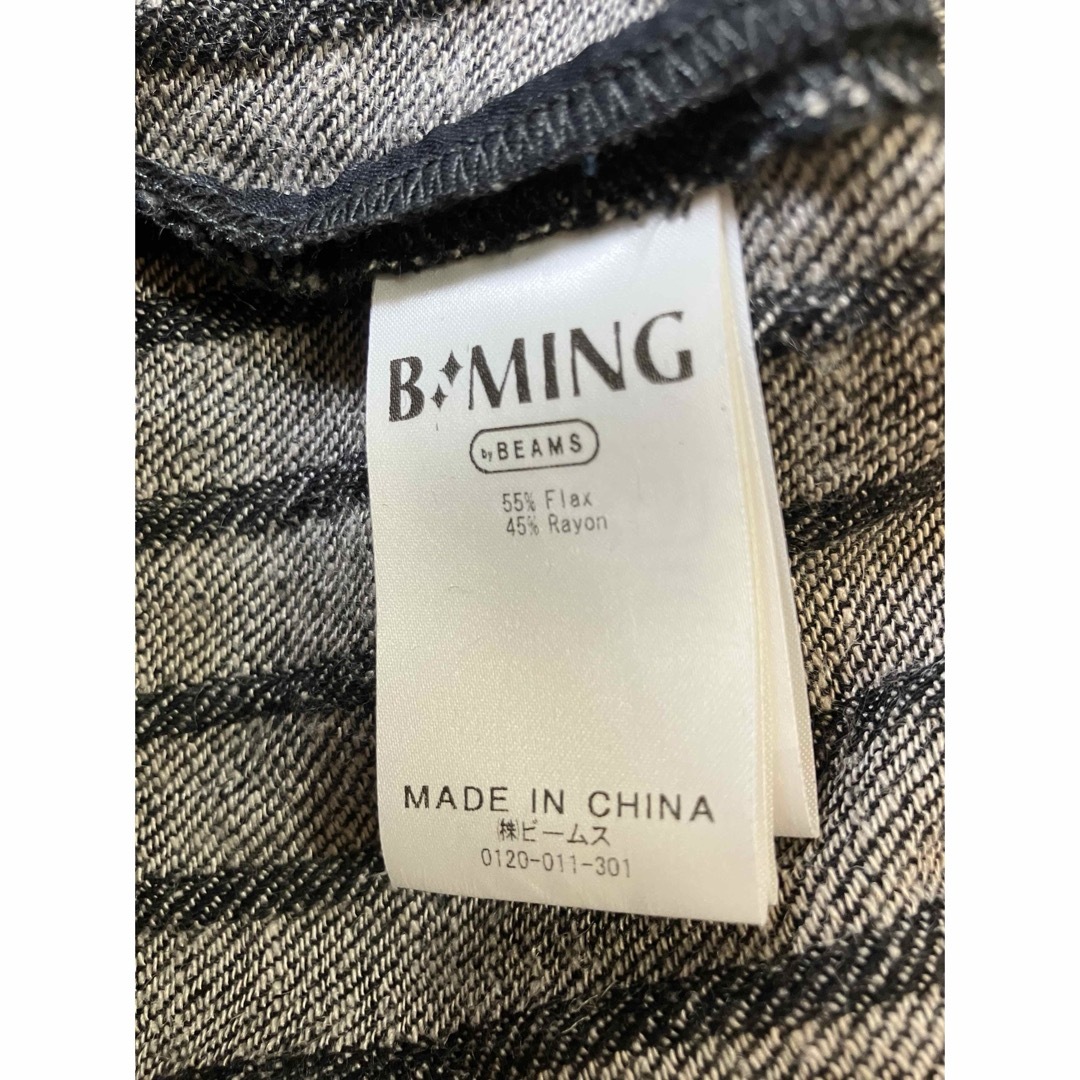 B:MING
by BEAMS
55% Flax
45% Rayon
MADE IN CHINA
㈱ビームス
0120-011-301